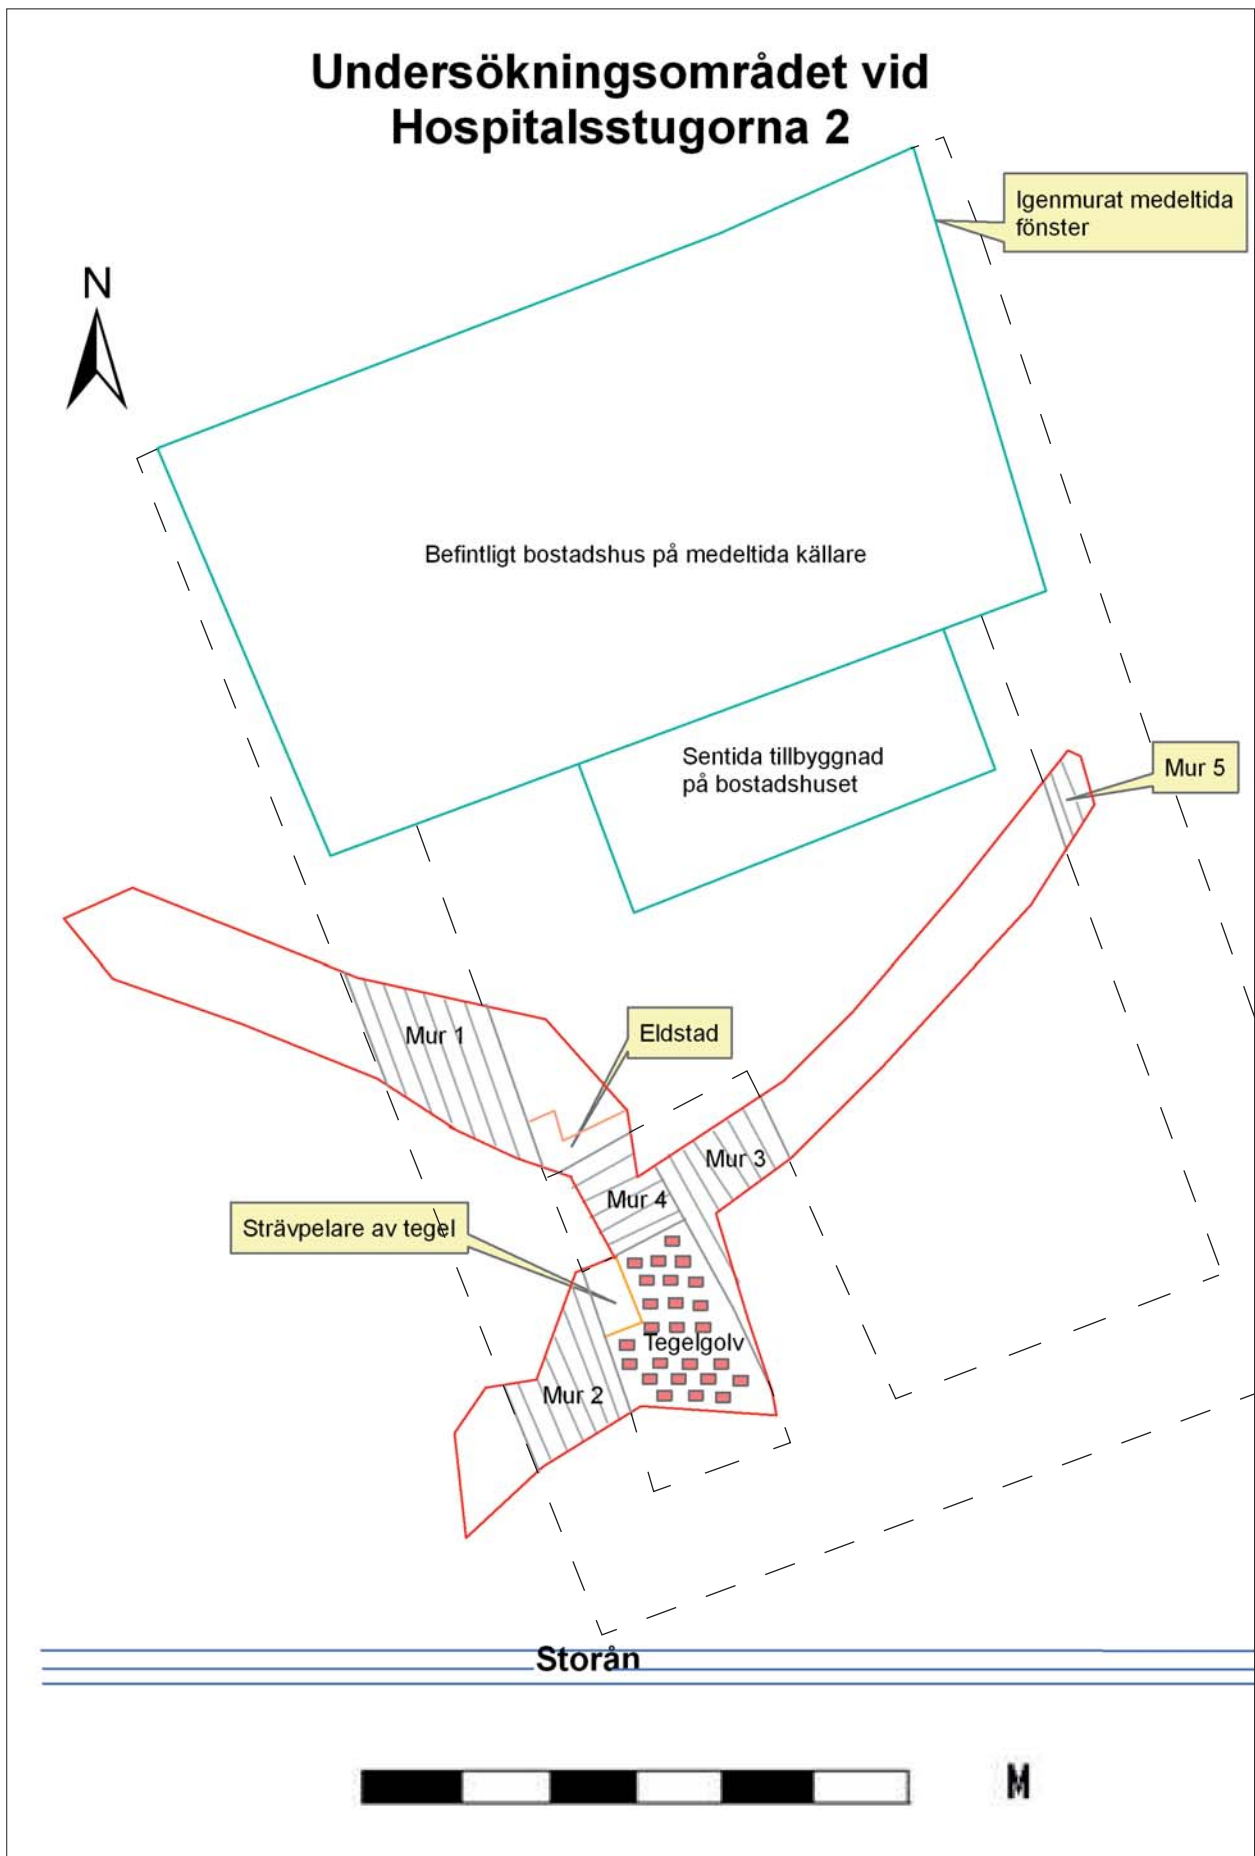 Undersökningsområdet vid
Hospitalsstugorna 2
Igenmurat medeltida
fönster
N
Befintligt bostadshus på medeltida källare
Sentida tillbyggnad
på bostadshuset
Mur 5
Mur 1
Eldstad
Mur 3
Mur 4
Strävpelare av tegel
Tegelgolv
Mur 2
Storån
M